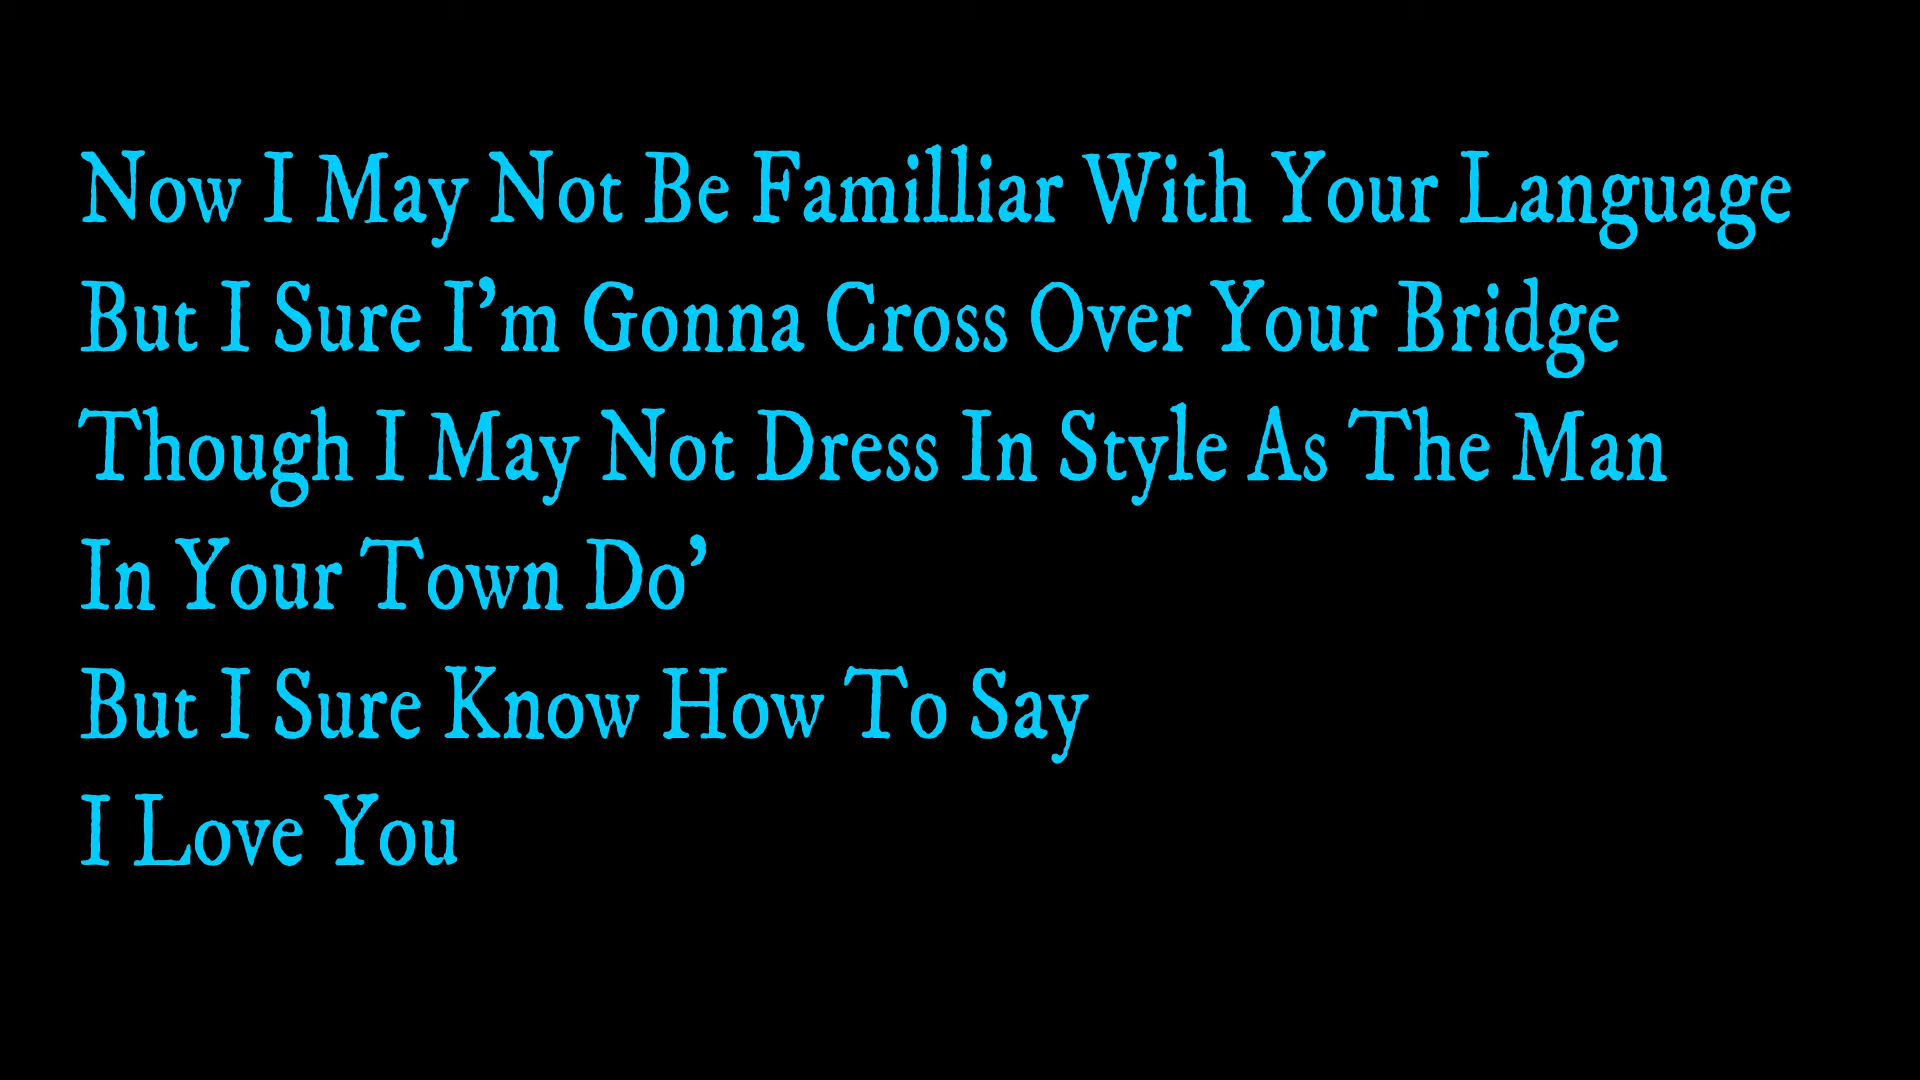 Now I May Not Be Familliar With Your Language
But I Sure I’m Gonna Cross Over Your Bridge
Though I May Not Dress In Style As The Man
In Your Town Do’
But I Sure Know How To Say
I Love You